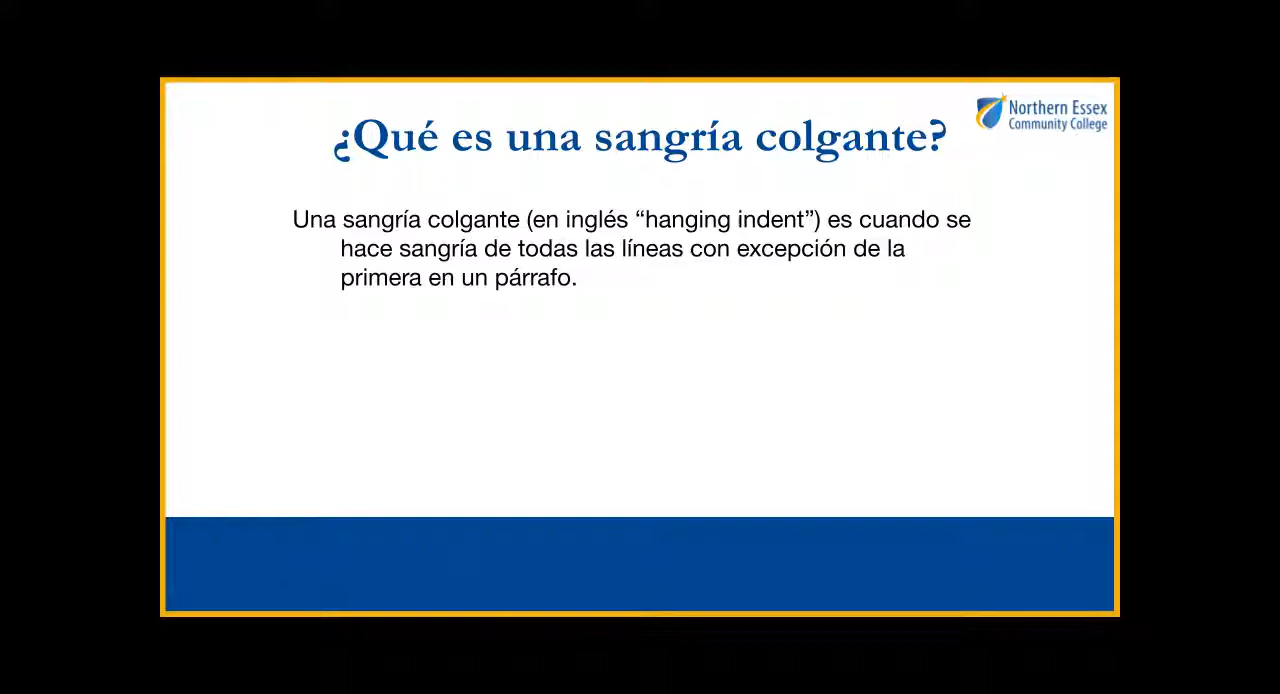 Northern Essex
Community College
¿Qué es una sangría colgante?
Una sangría colgante (en inglés “hanging indent”) es cuando se
hace sangría de todas las líneas con excepción de la
primera en un párrafo.